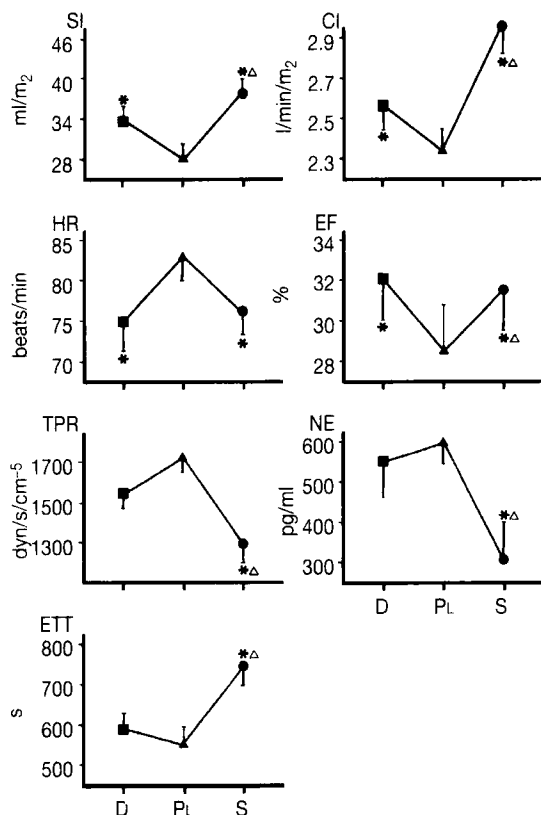 SI
ml/m2
46
40
34
28
*
*△
CI
l/min/m2
2.9
2.7
2.5
2.3
*
*△
HR
beats/min
85
80
75
70
*
*
EF
%
34
32
30
28
*
*△
TPR
dyn/s/cm⁻⁵
1700
1500
1300
*△
NE
pg/ml
600
500
400
300
*△
D PL S
ETT
s
800
700
600
500
*△
D PL S